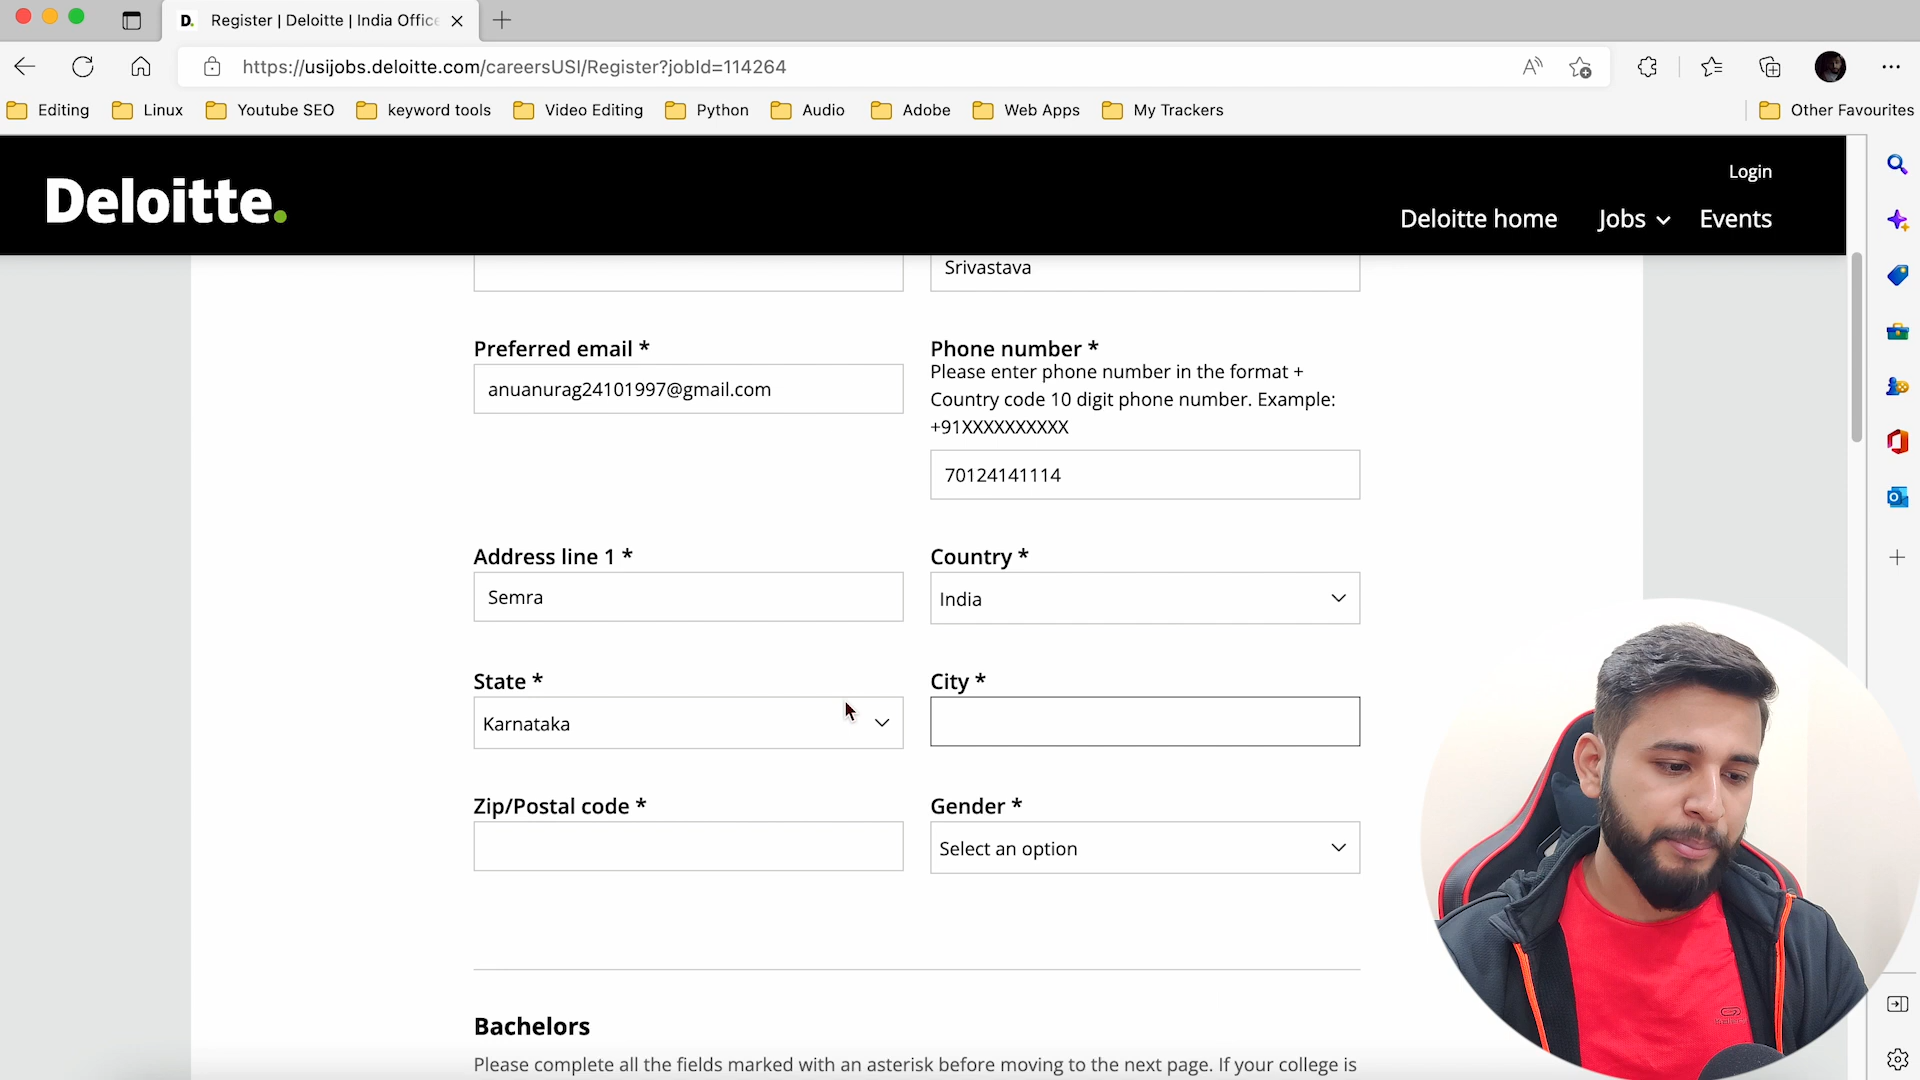 Register | Deloitte | India Offic
https://usijobs.deloitte.com/careersUSI/Register?jobId=114264
Editing
Linux
Youtube SEO
keyword tools
Video Editing
Python
Audio
Adobe
Web Apps
My Trackers
Other Favourites
Deloitte.
Login
Deloitte home
Jobs
Events
Srivastava
Preferred email *
anuanurag24101997@gmail.com
Phone number *
Please enter phone number in the format +
Country code 10 digit phone number. Example:
+91XXXXXXXXXX
70124141114
Address line 1 *
Semra
Country *
India
State *
Karnataka
City *
Zip/Postal code *
Gender *
Select an option
Bachelors
Please complete all the fields marked with an asterisk before moving to the next page. If your college is